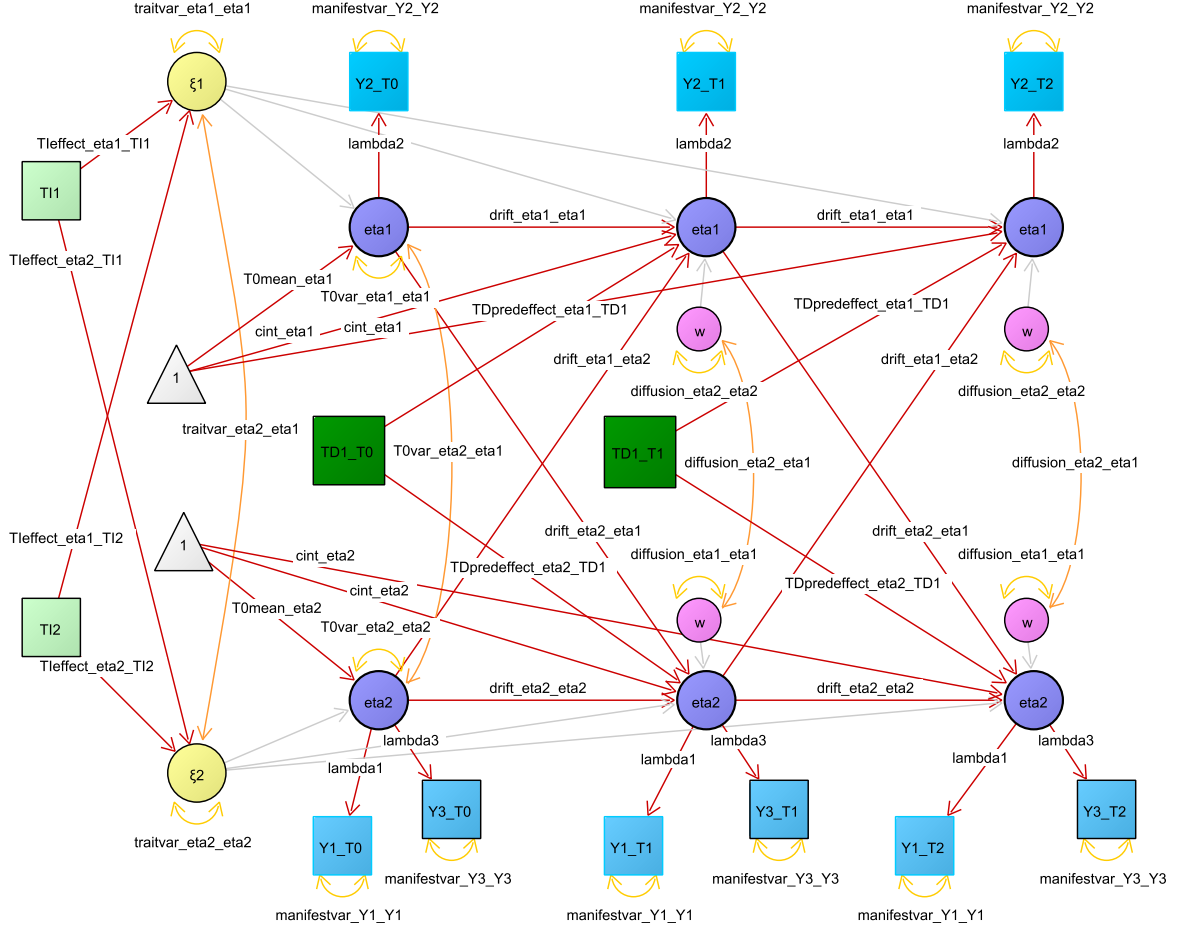 traitvar_eta1_eta1
manifestvar_Y2_Y2
manifestvar_Y2_Y2
manifestvar_Y2_Y2
ξ1
Y2_T0
Y2_T1
Y2_T2
TIeffect_eta1_TI1
lambda2
lambda2
lambda2
TI1
eta1
drift_eta1_eta1
eta1
drift_eta1_eta1
eta1
TIeffect_eta2_TI1
T0mean_eta1
T0var_eta1_eta1
TDpredeffect_eta1_TD1
TDpredeffect_eta1_TD1
cint_eta1
cint_eta1
w
w
drift_eta1_eta2
drift_eta1_eta2
1
diffusion_eta2_eta2
diffusion_eta2_eta2
traitvar_eta2_eta1
TD1_T0
T0var_eta2_eta1
TD1_T1
diffusion_eta2_eta1
diffusion_eta2_eta1
TIeffect_eta1_TI2
1
cint_eta2
drift_eta2_eta1
drift_eta2_eta1
diffusion_eta1_eta1
diffusion_eta1_eta1
TDpredeffect_eta2_TD1
TDpredeffect_eta2_TD1
cint_eta2
T0mean_eta2
TI2
T0var_eta2_eta2
w
w
TIeffect_eta2_TI2
eta2
drift_eta2_eta2
eta2
drift_eta2_eta2
eta2
lambda3
lambda3
lambda3
ξ2
lambda1
lambda1
lambda1
Y3_T0
Y3_T1
Y3_T2
traitvar_eta2_eta2
Y1_T0
Y1_T1
Y1_T2
manifestvar_Y3_Y3
manifestvar_Y3_Y3
manifestvar_Y3_Y3
manifestvar_Y1_Y1
manifestvar_Y1_Y1
manifestvar_Y1_Y1